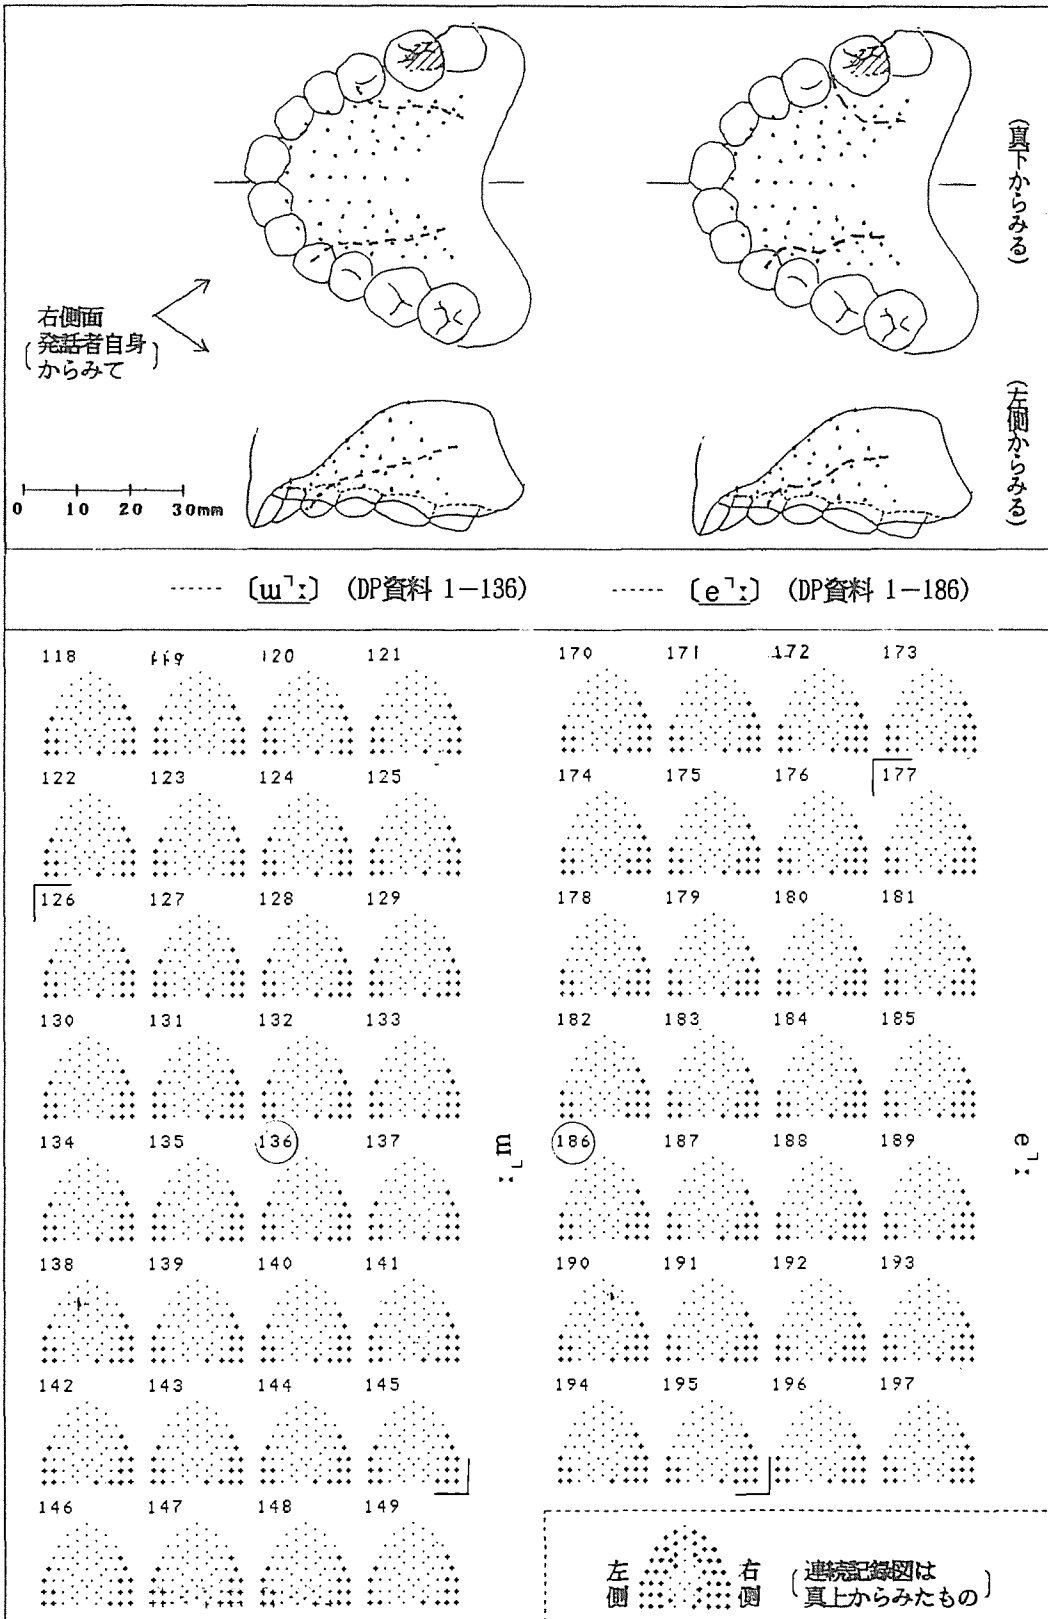 (真下からみる)
右側面
発話者自身
からみて
(左側からみる)
0 10 20 30mm
〔ɯ˺ː〕 (DP資料 1-136)
〔e˺ː〕 (DP資料 1-186)
118 119 120 121
122 123 124 125
126 127 128 129
130 131 132 133
134 135 136 137
138 139 140 141
142 143 144 145
146 147 148 149
ɯ˺ː
170 171 172 173
174 175 176 177
178 179 180 181
182 183 184 185
186 187 188 189
190 191 192 193
194 195 196 197
e˺ː
左側
右側
連続記録図は
真上からみたもの